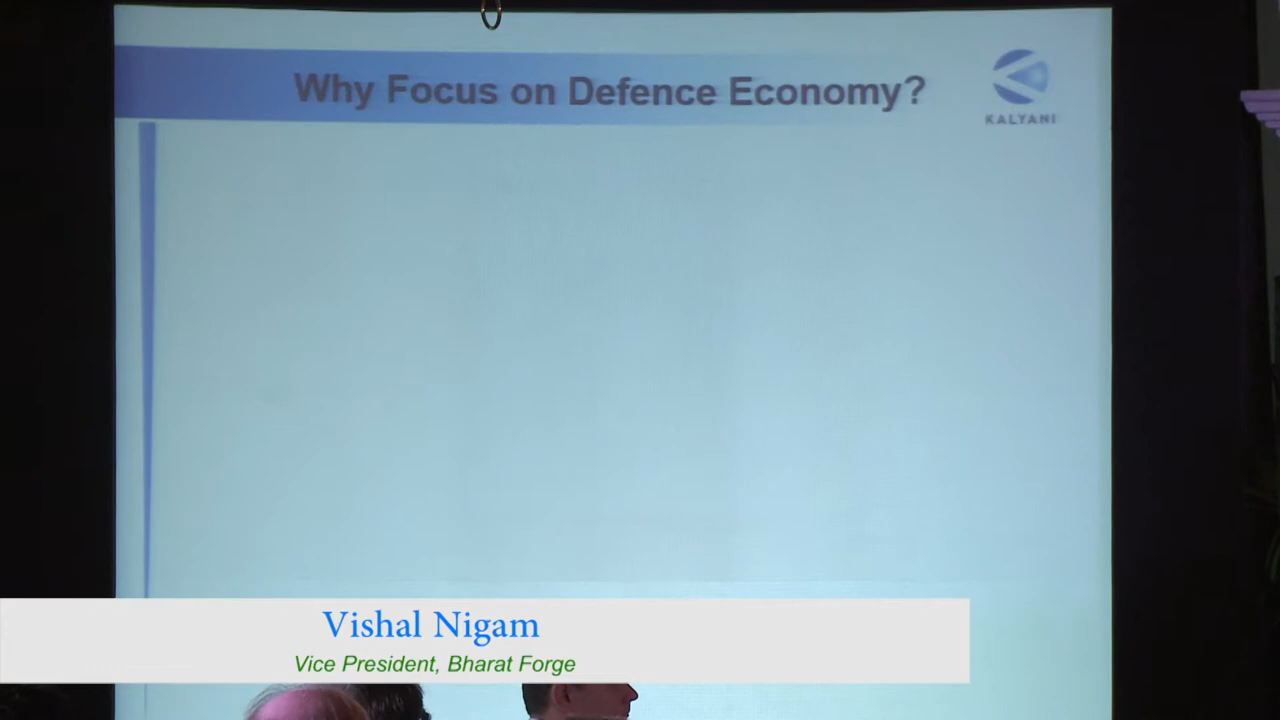 Why Focus on Defence Economy?
KALYANI
Vishal Nigam
Vice President, Bharat Forge